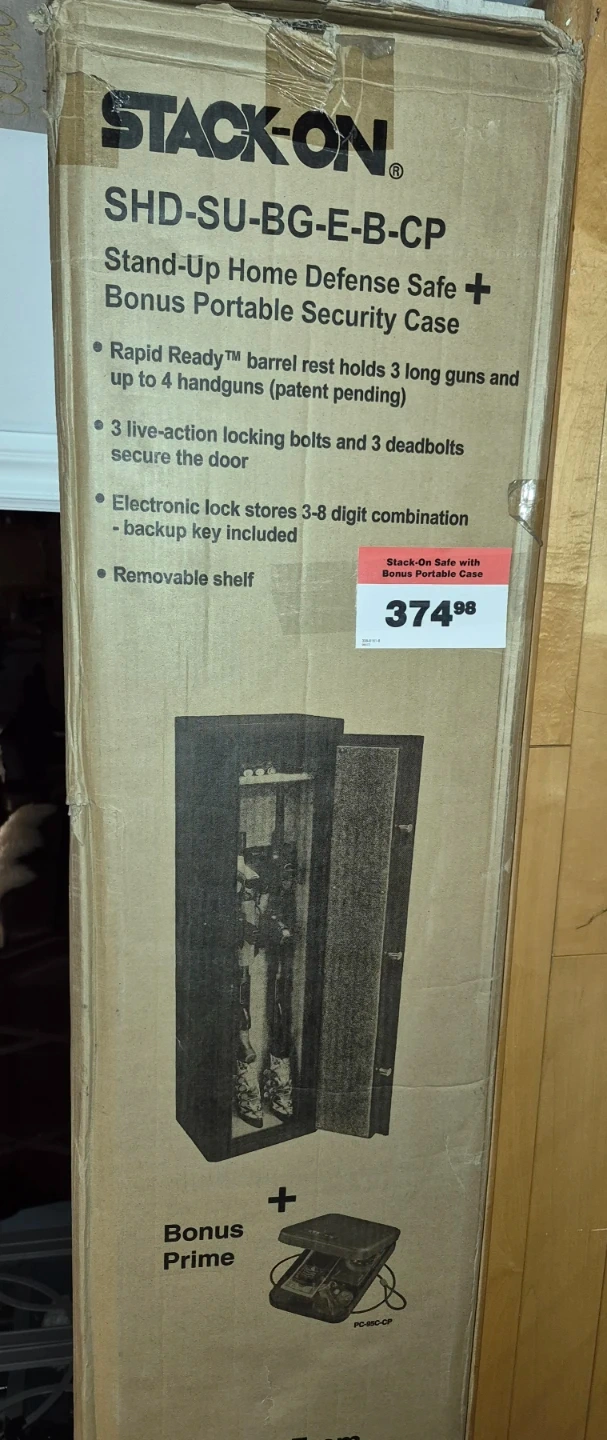 STACK-ON®
SHD-SU-BG-E-B-CP
Stand-Up Home Defense Safe +
Bonus Portable Security Case
• Rapid Ready™ barrel rest holds 3 long guns and
up to 4 handguns (patent pending)
• 3 live-action locking bolts and 3 deadbolts
secure the door
• Electronic lock stores 3-8 digit combination
- backup key included
• Removable shelf
Stack-On Safe with
Bonus Portable Case
374⁹⁸
+
Bonus
Prime